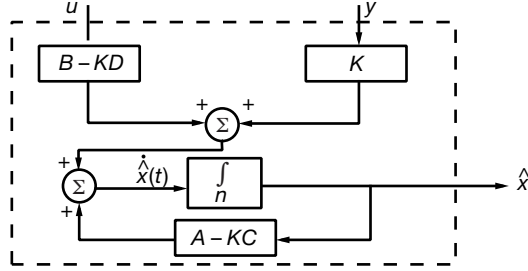 u
y
B – KD
K
+
+
Σ
+
Σ
+
x̂̇(t)
∫
n
x̂
A – KC